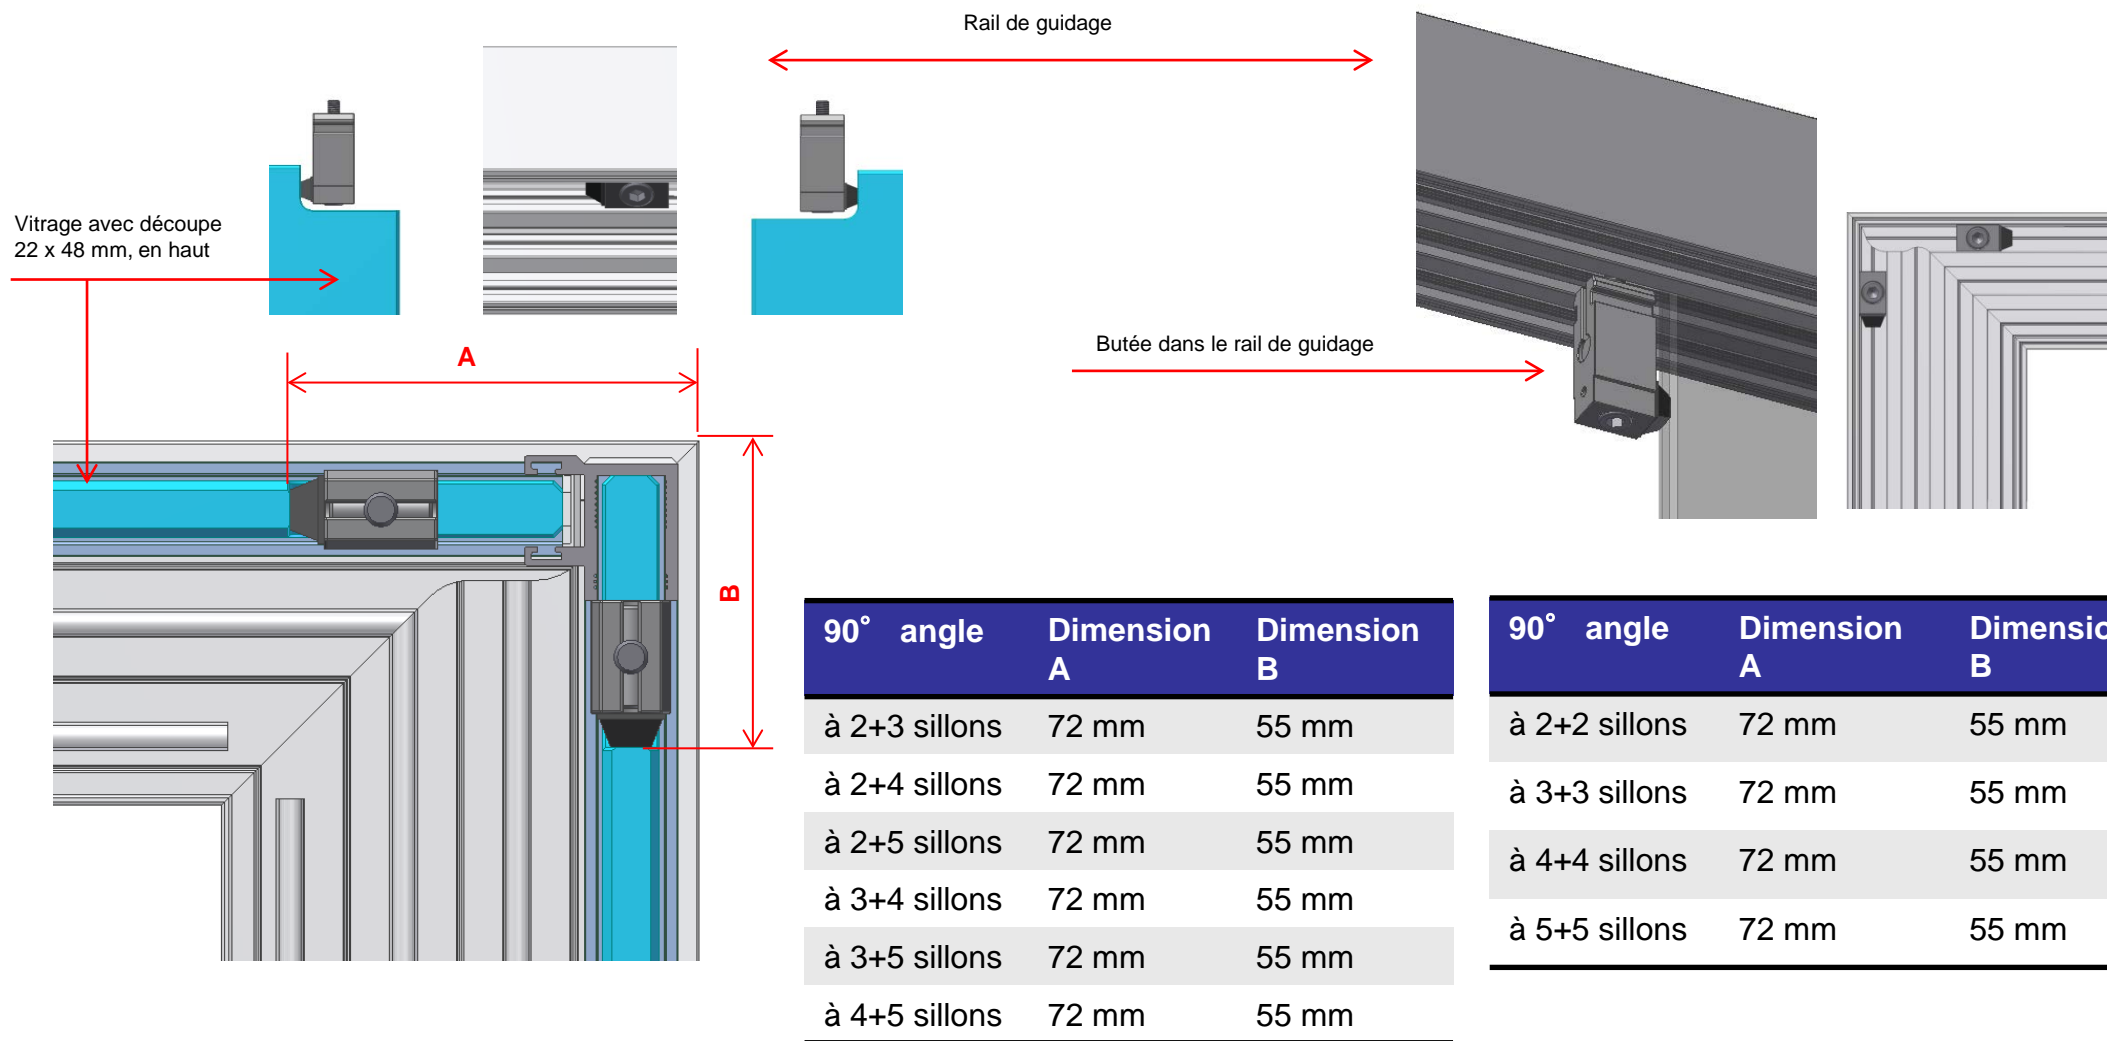 Rail de guidage
Vitrage avec découpe
22 x 48 mm, en haut
A
Butée dans le rail de guidage
B
90° angle Dimension A Dimension B
à 2+3 sillons 72 mm 55 mm
à 2+4 sillons 72 mm 55 mm
à 2+5 sillons 72 mm 55 mm
à 3+4 sillons 72 mm 55 mm
à 3+5 sillons 72 mm 55 mm
à 4+5 sillons 72 mm 55 mm
90° angle Dimension A Dimensio B
à 2+2 sillons 72 mm 55 mm
à 3+3 sillons 72 mm 55 mm
à 4+4 sillons 72 mm 55 mm
à 5+5 sillons 72 mm 55 mm